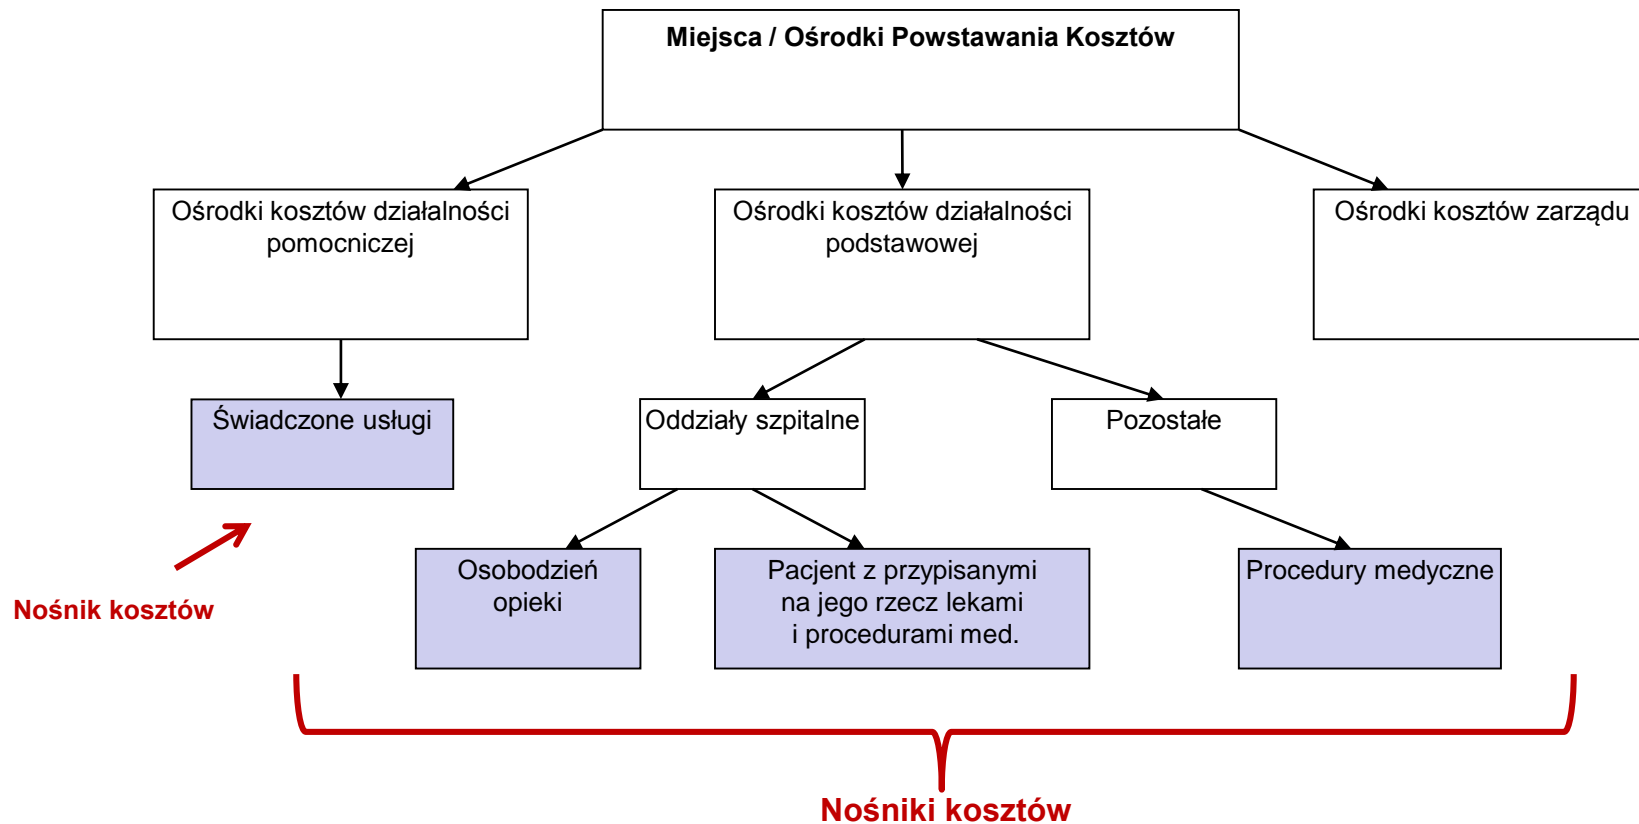 Miejsca / Ośrodki Powstawania Kosztów
Ośrodki kosztów działalności
pomocniczej
Ośrodki kosztów działalności
podstawowej
Ośrodki kosztów zarządu
Świadczone usługi
Oddziały szpitalne
Pozostałe
Nośnik kosztów
Osobodzień
opieki
Pacjent z przypisanymi
na jego rzecz lekami
i procedurami med.
Procedury medyczne
Nośniki kosztów